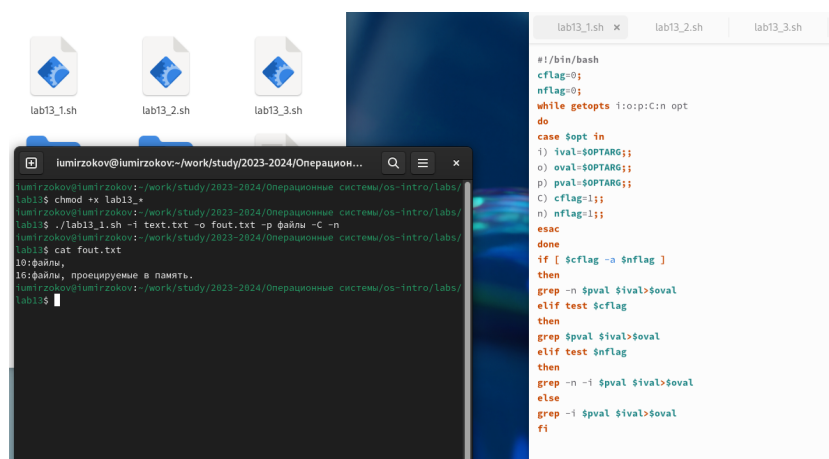 lab13_1.sh
lab13_2.sh
lab13_3.sh
iumirzokov@iumirzokov:~/work/study/2023-2024/Операцион...
iumirzokov@iumirzokov:~/work/study/2023-2024/Операционные системы/os-intro/labs/
lab13$ chmod +x lab13_*
iumirzokov@iumirzokov:~/work/study/2023-2024/Операционные системы/os-intro/labs/
lab13$ ./lab13_1.sh -i text.txt -o fout.txt -p файлы -C -n
iumirzokov@iumirzokov:~/work/study/2023-2024/Операционные системы/os-intro/labs/
lab13$ cat fout.txt
10:файлы,
16:файлы, проецируемые в память.
iumirzokov@iumirzokov:~/work/study/2023-2024/Операционные системы/os-intro/labs/
lab13$
lab13_1.sh × lab13_2.sh lab13_3.sh
#!/bin/bash
cflag=0;
nflag=0;
while getopts i:o:p:C:n opt
do
case $opt in
i) ival=$OPTARG;;
o) oval=$OPTARG;;
p) pval=$OPTARG;;
C) cflag=1;;
n) nflag=1;;
esac
done
if [ $cflag -a $nflag ]
then
grep -n $pval $ival>$oval
elif test $cflag
then
grep $pval $ival>$oval
elif test $nflag
then
grep -n -i $pval $ival>$oval
else
grep -i $pval $ival>$oval
fi